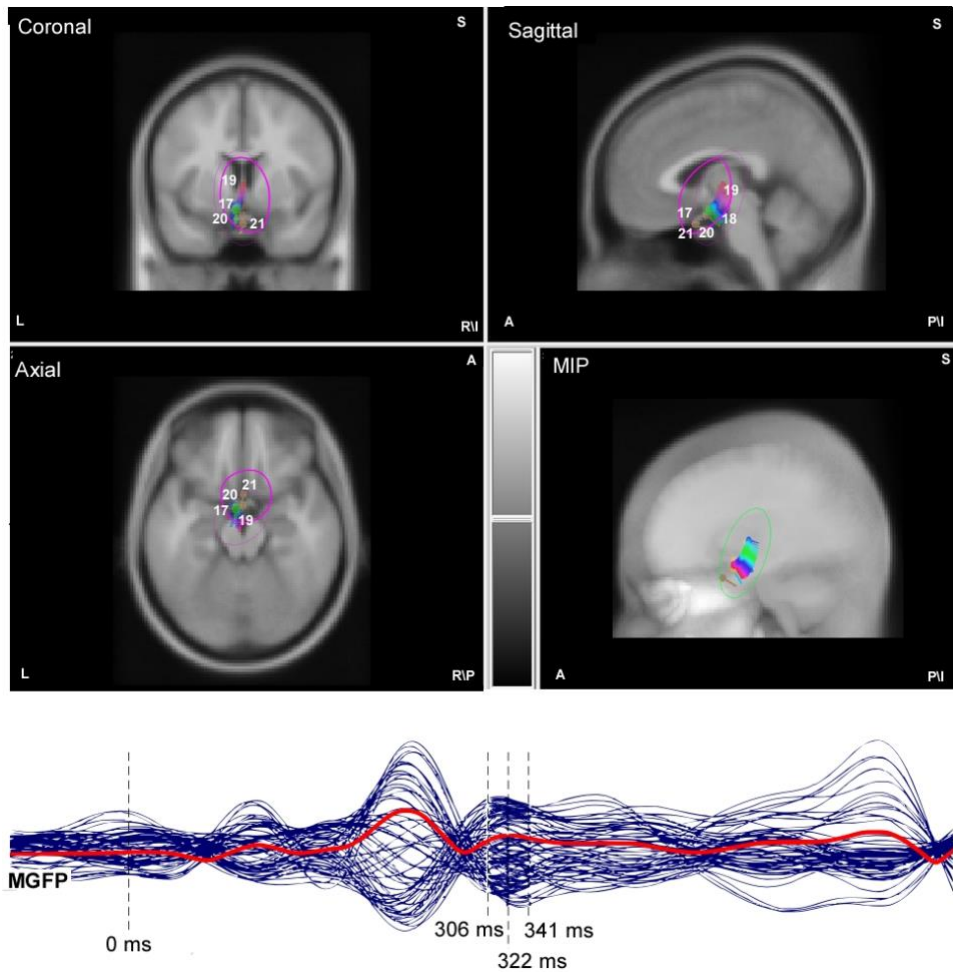 Coronal
S
19
17
20
21
L
R\I
Sagittal
S
19
17
18
21
20
A
P\I
Axial
A
21
20
17
19
L
R\P
MIP
S
A
P\I
MGFP
0 ms
306 ms
341 ms
322 ms